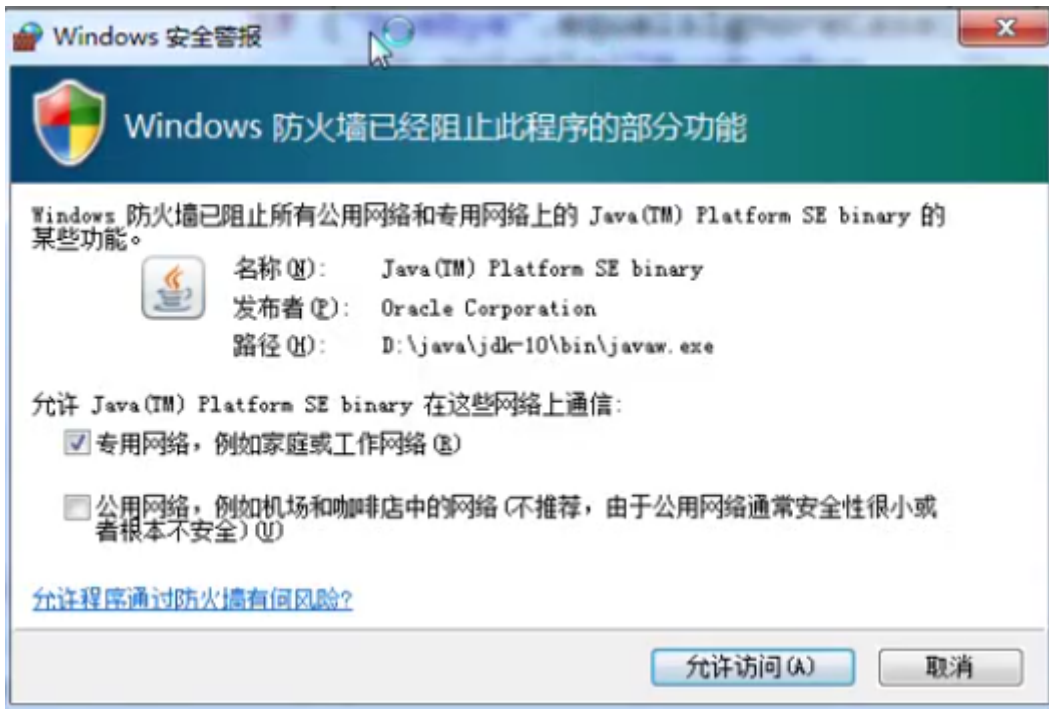 Windows 安全警报
Windows 防火墙已经阻止此程序的部分功能
Windows 防火墙已阻止所有公用网络和专用网络上的 Java(TM) Platform SE binary 的
某些功能。
名称(N): Java(TM) Platform SE binary
发布者(P): Oracle Corporation
路径(H): D:\java\jdk-10\bin\javaw.exe
允许 Java(TM) Platform SE binary 在这些网络上通信:
专用网络，例如家庭或工作网络(R)
公用网络，例如机场和咖啡店中的网络(不推荐，由于公用网络通常安全性很小或
者根本不安全)(U)
允许程序通过防火墙有何风险?
允许访问(A) 取消